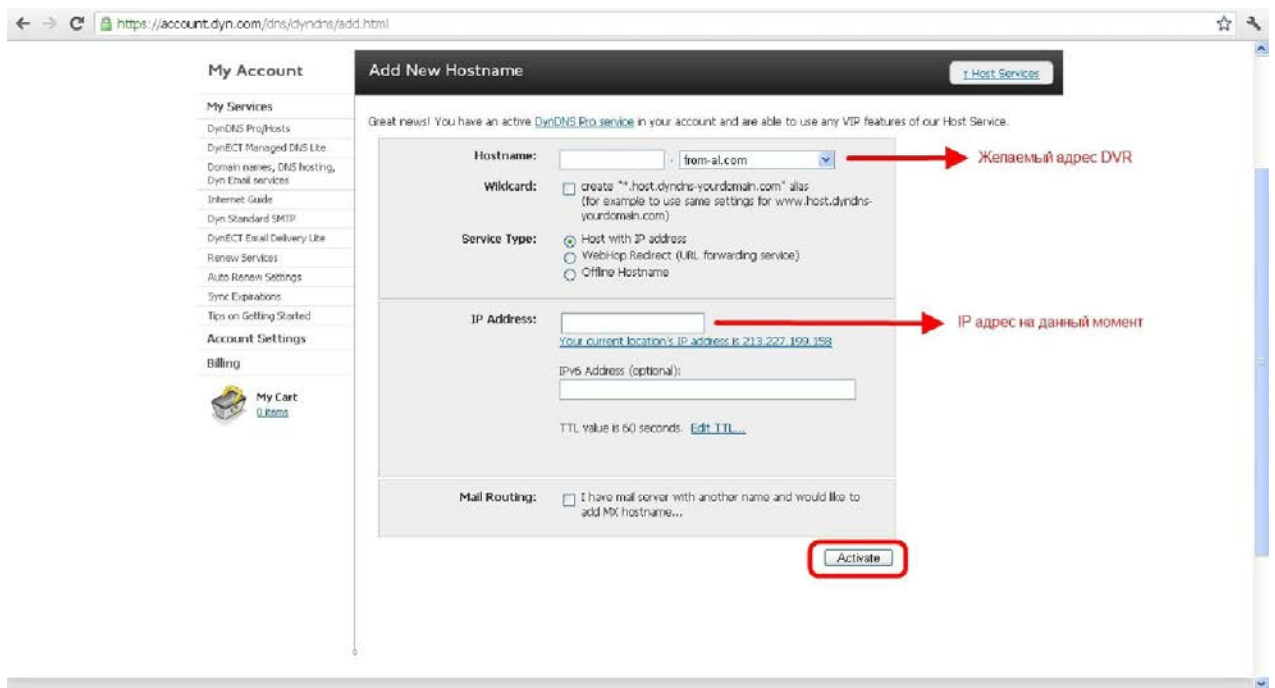 https://account.dyn.com/dns/dyndns/add.html
My Account
Add New Hostname
↑ Host Services
My Services
DynDNS Pro/Hosts
DynECT Managed DNS Lite
Domain names, DNS hosting,
Dyn Email services
Internet Guide
Dyn Standard SMTP
DynECT Email Delivery Lite
Renew Services
Auto Renew Settings
Sync Expirations
Tips on Getting Started
Account Settings
Billing
My Cart
0 items
Great news! You have an active DynDNS Pro service in your account and are able to use any VIP features of our Host Service.
Hostname: . from-al.com
Желаемый адрес DVR
Wildcard: create "*.host.dyndns-yourdomain.com" alias
(for example to use same settings for www.host.dyndns-
yourdomain.com)
Service Type: Host with IP address
WebHop Redirect (URL forwarding service)
Offline Hostname
IP Address:
IP адрес на данный момент
Your current location's IP address is 213.227.199.158
IPv6 Address (optional):
TTL value is 60 seconds. Edit TTL...
Mail Routing: I have mail server with another name and would like to
add MX hostname...
Activate